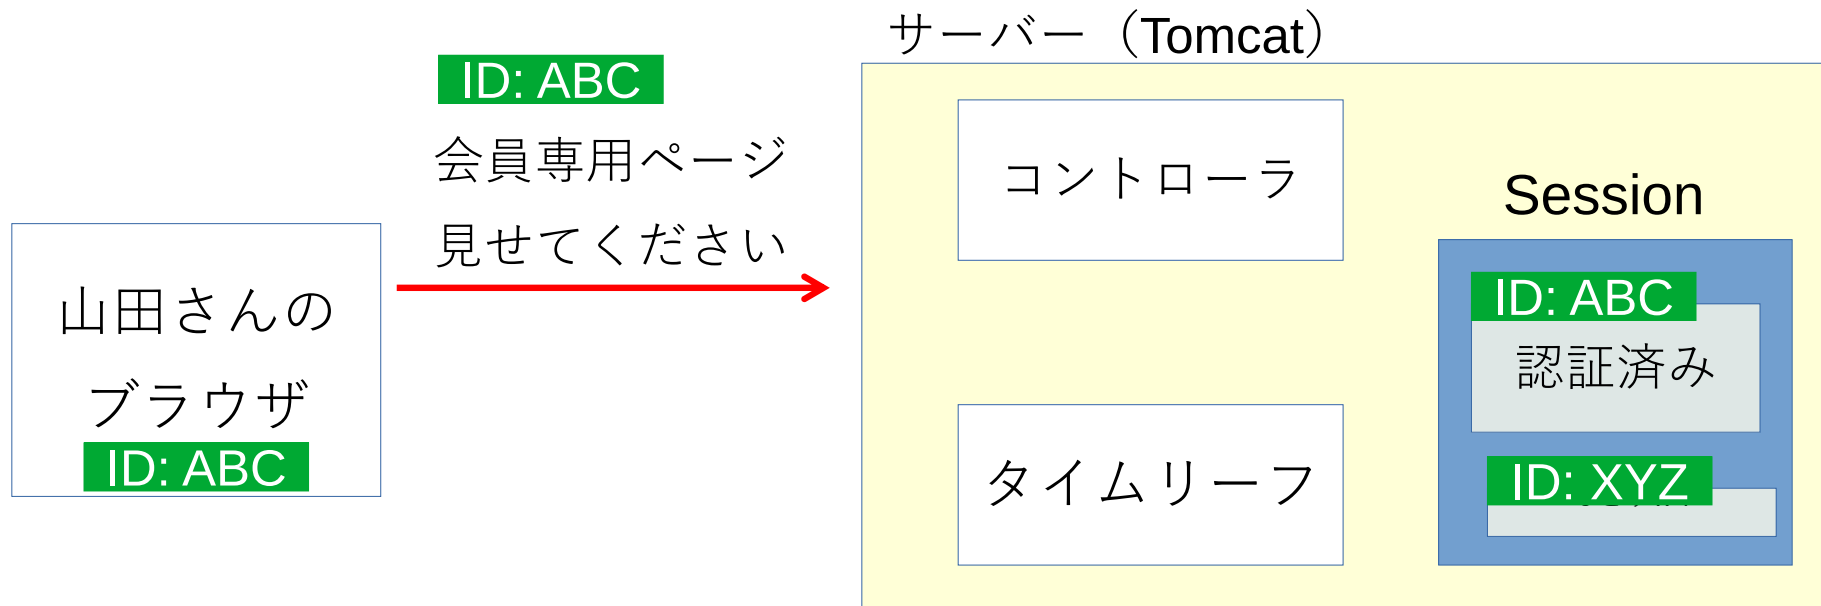 サーバー（Tomcat）
ID: ABC
会員専用ページ
見せてください
山田さんの
ブラウザ
ID: ABC
コントローラ
タイムリーフ
Session
ID: ABC
認証済み
ID: XYZ